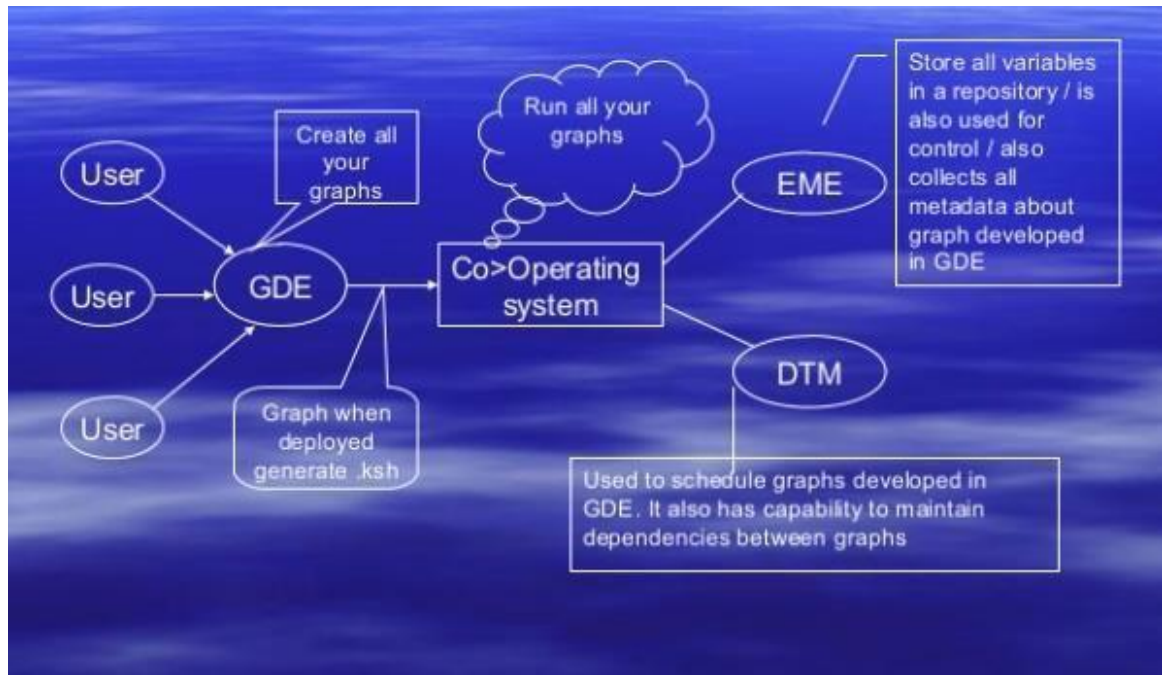 User
User
User
Create all
your
graphs
GDE
Graph when
deployed
generate .ksh
Run all your
graphs
Co>Operating
system
EME
Store all variables
in a repository / is
also used for
control / also
collects all
metadata about
graph developed
in GDE
DTM
Used to schedule graphs developed in
GDE. It also has capability to maintain
dependencies between graphs